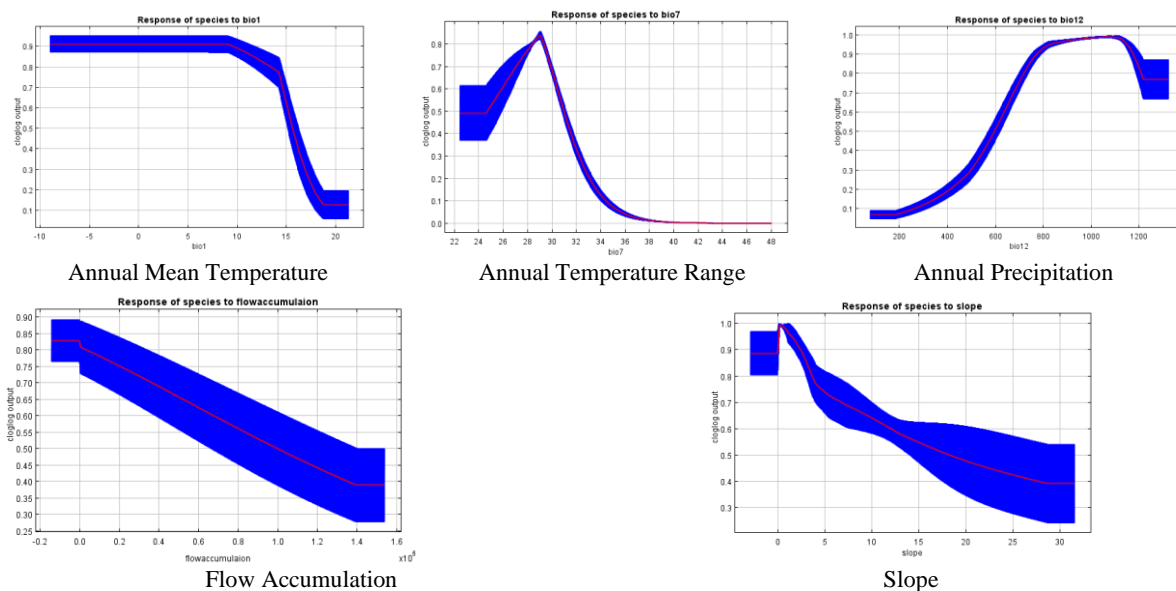 Response of species to bio1
cloglog output
0.9
0.8
0.7
0.6
0.5
0.4
0.3
0.2
0.1
-10 -5 0 5 10 15 20
bio1
Annual Mean Temperature
Response of species to bio7
cloglog output
0.8
0.7
0.6
0.5
0.4
0.3
0.2
0.1
0.0
22 24 26 28 30 32 34 36 38 40 42 44 46 48
bio7
Annual Temperature Range
Response of species to bio12
cloglog output
1.0
0.9
0.8
0.7
0.6
0.5
0.4
0.3
0.2
0.1
200 400 600 800 1000 1200
bio12
Annual Precipitation
Response of species to flowaccumulaion
cloglog output
0.90
0.85
0.80
0.75
0.70
0.65
0.60
0.55
0.50
0.45
0.40
0.35
0.30
0.25
-0.2 0.0 0.2 0.4 0.6 0.8 1.0 1.2 1.4 1.6
flowaccumulaion
Flow Accumulation
Response of species to slope
cloglog output
1.0
0.9
0.8
0.7
0.6
0.5
0.4
0.3
0 5 10 15 20 25 30
slope
Slope